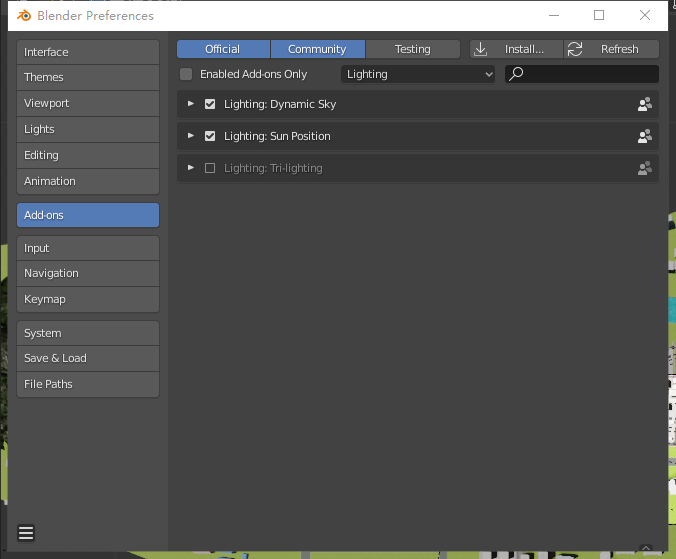 Blender Preferences
Interface
Themes
Viewport
Lights
Editing
Animation
Add-ons
Input
Navigation
Keymap
System
Save & Load
File Paths
Official Community Testing Install... Refresh
Enabled Add-ons Only Lighting
Lighting: Dynamic Sky
Lighting: Sun Position
Lighting: Tri-lighting